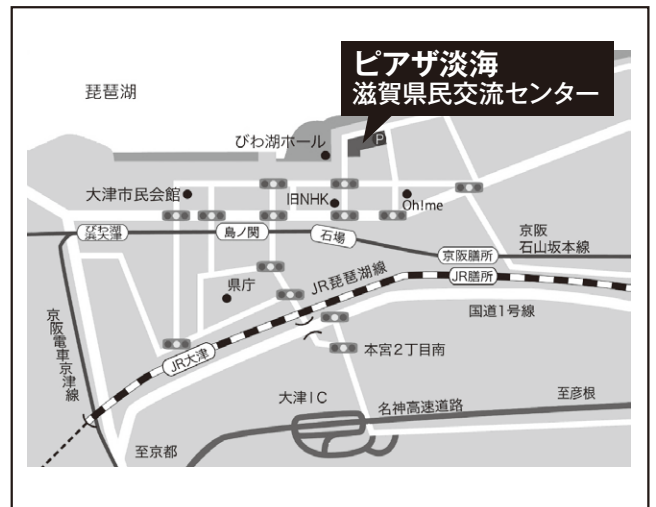 ピアザ淡海
滋賀県民交流センター
琵琶湖
P
びわ湖ホール
大津市民会館
旧NHK
Oh!me
びわ湖
浜大津
島ノ関
石場
京阪
石山坂本線
京阪膳所
JR膳所
県庁
JR琵琶湖線
国道1号線
京阪電車京津線
本宮2丁目南
JR大津
大津IC
名神高速道路
至彦根
至京都